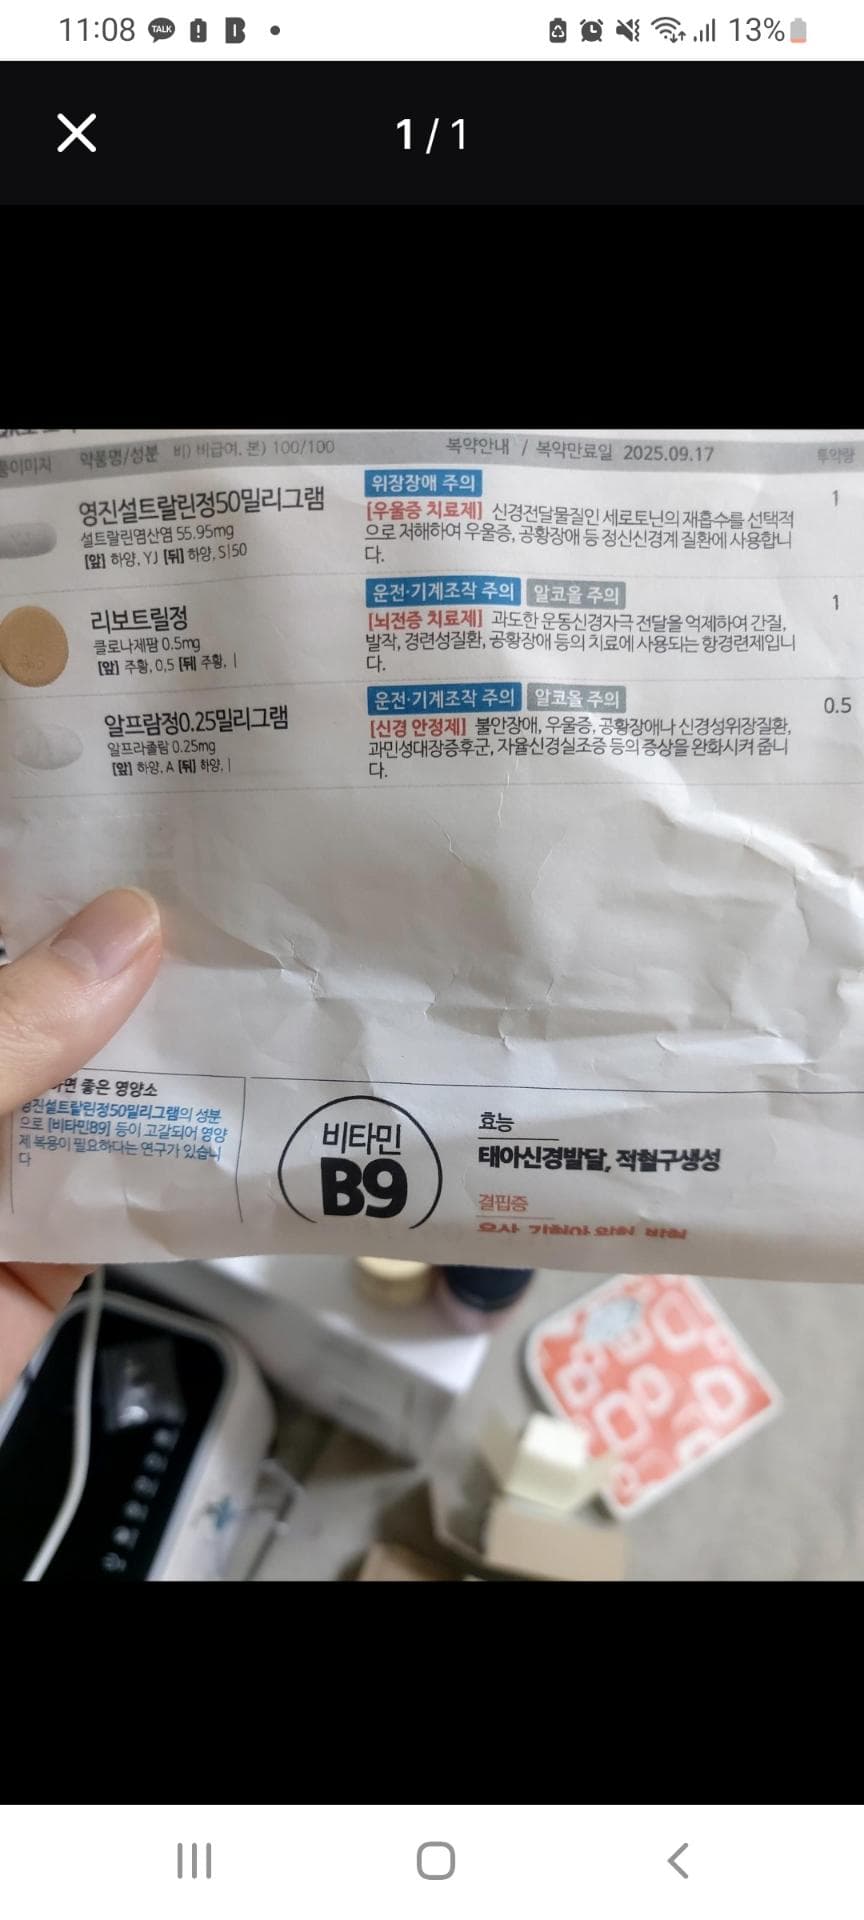 11:08 TALK 13%
1 / 1
약물명/성분 비) 비급여, 본) 100/100 복약안내 / 복약만료일 2025.09.17 투약량
영진설트랄린정50밀리그램
설트랄린염산염 55.95mg
[앞] 하양, YJ [뒤] 하양, S|50
위장장애 주의
[우울증 치료제] 신경전달물질인 세로토닌의 재흡수를 선택적
으로 저해하여 우울증, 공황장애 등 정신신경계 질환에 사용합니
다.
1
리보트릴정
클로나제팜 0.5mg
[앞] 주황, 0.5 [뒤] 주황, |
운전·기계조작 주의 알코올 주의
[뇌전증 치료제] 과도한 운동신경자극 전달을 억제하여 간질,
발작, 경련성질환, 공황장애 등의 치료에 사용되는 항경련제입니
다.
1
알프람정0.25밀리그램
알프라졸람 0.25mg
[앞] 하양, A [뒤] 하양, |
운전·기계조작 주의 알코올 주의
[신경 안정제] 불안장애, 우울증, 공황장애나 신경성위장질환,
과민성대장증후군, 자율신경실조증 등의 증상을 완화시켜 줍니
다.
0.5
좋은 영양소
영진설트랄린정50밀리그램의 성분
으로 [비타민B9] 등이 고갈되어 영양
제 복용이 필요하다는 연구가 있습니
다
비타민
B9
효능
태아신경발달, 적혈구생성
결핍증